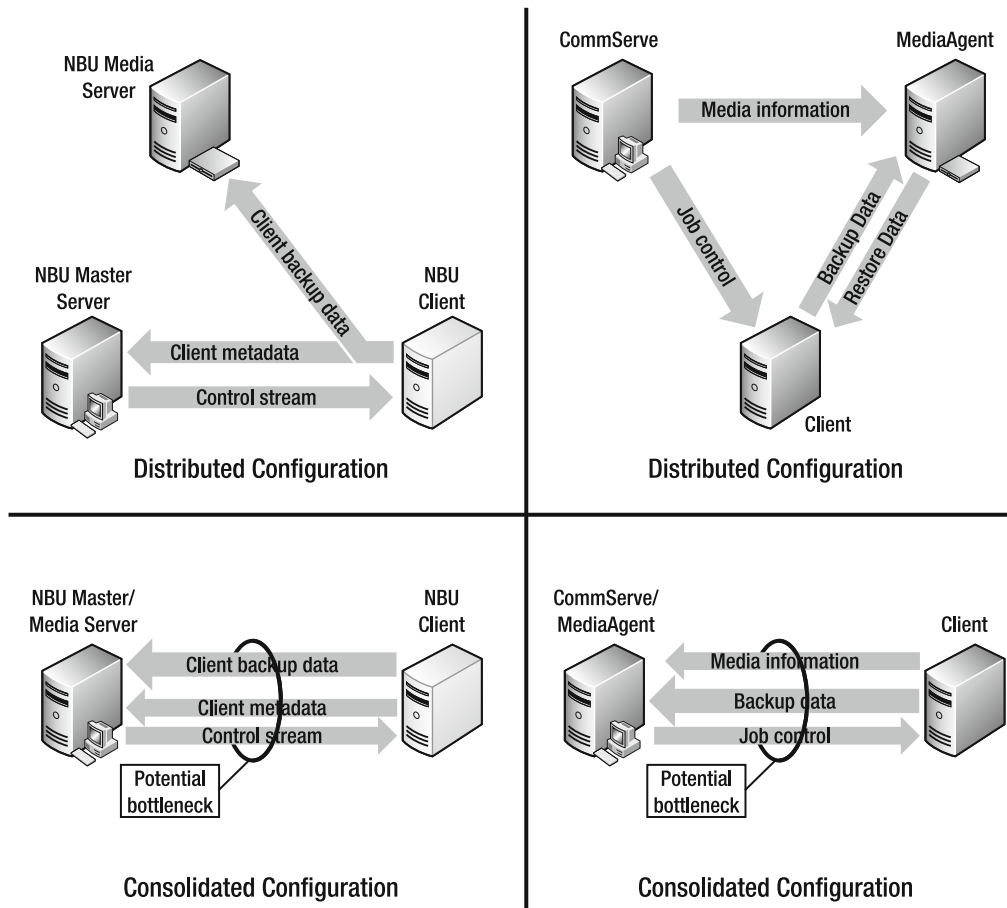 NBU Media
Server
Client backup data
NBU Master
Server
NBU
Client
Client metadata
Control stream
Distributed Configuration
CommServe
MediaAgent
Media information
Job control
Backup Data
Restore Data
Client
Distributed Configuration
NBU Master/
Media Server
NBU
Client
Client backup data
Client metadata
Control stream
Potential
bottleneck
Consolidated Configuration
CommServe/
MediaAgent
Client
Media information
Backup data
Job control
Potential
bottleneck
Consolidated Configuration